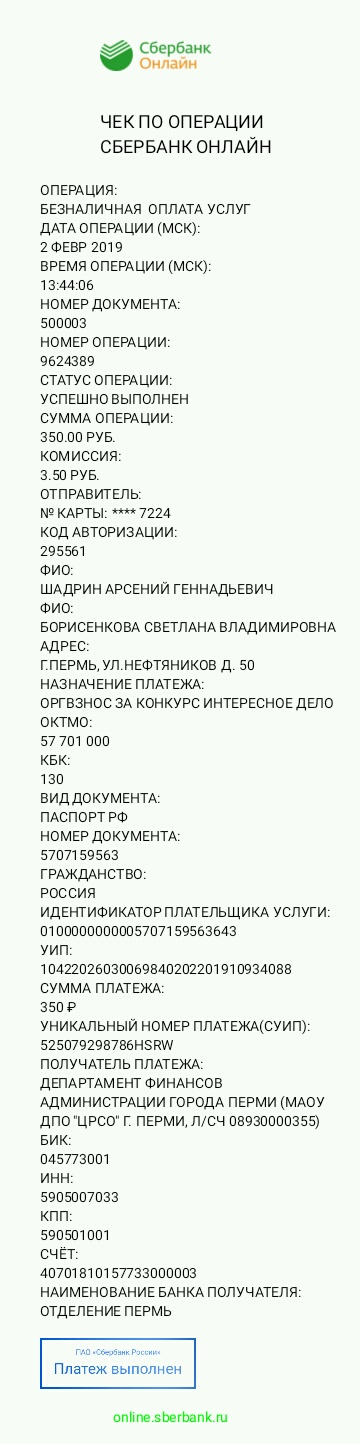 Сбербанк
Онлайн
ЧЕК ПО ОПЕРАЦИИ
СБЕРБАНК ОНЛАЙН
ОПЕРАЦИЯ:
БЕЗНАЛИЧНАЯ ОПЛАТА УСЛУГ
ДАТА ОПЕРАЦИИ (МСК):
2 ФЕВР 2019
ВРЕМЯ ОПЕРАЦИИ (МСК):
13:44:06
НОМЕР ДОКУМЕНТА:
500003
НОМЕР ОПЕРАЦИИ:
9624389
СТАТУС ОПЕРАЦИИ:
УСПЕШНО ВЫПОЛНЕН
СУММА ОПЕРАЦИИ:
350.00 РУБ.
КОМИССИЯ:
3.50 РУБ.
ОТПРАВИТЕЛЬ:
№ КАРТЫ: **** 7224
КОД АВТОРИЗАЦИИ:
295561
ФИО:
ШАДРИН АРСЕНИЙ ГЕННАДЬЕВИЧ
ФИО:
БОРИСЕНКОВА СВЕТЛАНА ВЛАДИМИРОВНА
АДРЕС:
Г.ПЕРМЬ, УЛ.НЕФТЯНИКОВ Д. 50
НАЗНАЧЕНИЕ ПЛАТЕЖА:
ОРГВЗНОС ЗА КОНКУРС ИНТЕРЕСНОЕ ДЕЛО
ОКТМО:
57 701 000
КБК:
130
ВИД ДОКУМЕНТА:
ПАСПОРТ РФ
НОМЕР ДОКУМЕНТА:
5707159563
ГРАЖДАНСТВО:
РОССИЯ
ИДЕНТИФИКАТОР ПЛАТЕЛЬЩИКА УСЛУГИ:
0100000000005707159563643
УИП:
10422026030069840202201910934088
СУММА ПЛАТЕЖА:
350 ₽
УНИКАЛЬНЫЙ НОМЕР ПЛАТЕЖА(СУИП):
525079298786HSRW
ПОЛУЧАТЕЛЬ ПЛАТЕЖА:
ДЕПАРТАМЕНТ ФИНАНСОВ
АДМИНИСТРАЦИИ ГОРОДА ПЕРМИ (МАОУ
ДПО "ЦРСО" Г. ПЕРМИ, Л/СЧ 08930000355)
БИК:
045773001
ИНН:
5905007033
КПП:
590501001
СЧЁТ:
40701810157733000003
НАИМЕНОВАНИЕ БАНКА ПОЛУЧАТЕЛЯ:
ОТДЕЛЕНИЕ ПЕРМЬ
ПАО «Сбербанк России»
Платеж выполнен
online.sberbank.ru